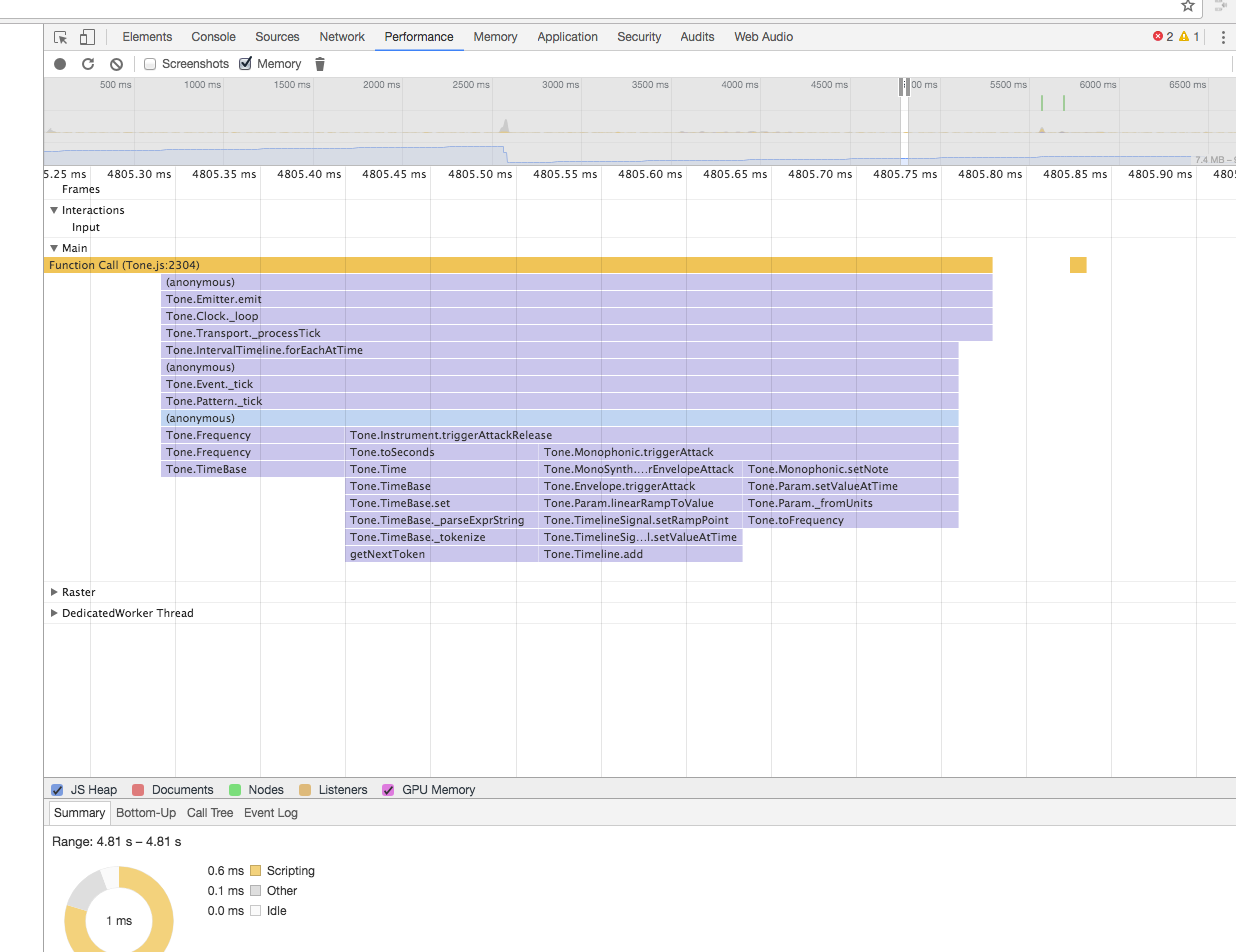 Elements Console Sources Network Performance Memory Application Security Audits Web Audio 2 1
Screenshots Memory
500 ms 1000 ms 1500 ms 2000 ms 2500 ms 3000 ms 3500 ms 4000 ms 4500 ms 00 ms 5500 ms 6000 ms 6500 ms
7.4 MB –
5.25 ms 4805.30 ms 4805.35 ms 4805.40 ms 4805.45 ms 4805.50 ms 4805.55 ms 4805.60 ms 4805.65 ms 4805.70 ms 4805.75 ms 4805.80 ms 4805.85 ms 4805.90 ms 4805
Frames
Interactions
Input
Main
Function Call (Tone.js:2304)
(anonymous)
Tone.Emitter.emit
Tone.Clock._loop
Tone.Transport._processTick
Tone.IntervalTimeline.forEachAtTime
(anonymous)
Tone.Event._tick
Tone.Pattern._tick
(anonymous)
Tone.Frequency Tone.Instrument.triggerAttackRelease
Tone.Frequency Tone.toSeconds Tone.Monophonic.triggerAttack
Tone.TimeBase Tone.Time Tone.MonoSynth....rEnvelopeAttack Tone.Monophonic.setNote
Tone.TimeBase Tone.Envelope.triggerAttack Tone.Param.setValueAtTime
Tone.TimeBase.set Tone.Param.linearRampToValue Tone.Param._fromUnits
Tone.TimeBase._parseExprString Tone.TimelineSignal.setRampPoint Tone.toFrequency
Tone.TimeBase._tokenize Tone.TimelineSig...l.setValueAtTime
getNextToken Tone.Timeline.add
Raster
DedicatedWorker Thread
JS Heap Documents Nodes Listeners GPU Memory
Summary Bottom-Up Call Tree Event Log
Range: 4.81 s – 4.81 s
0.6 ms Scripting
0.1 ms Other
0.0 ms Idle
1 ms